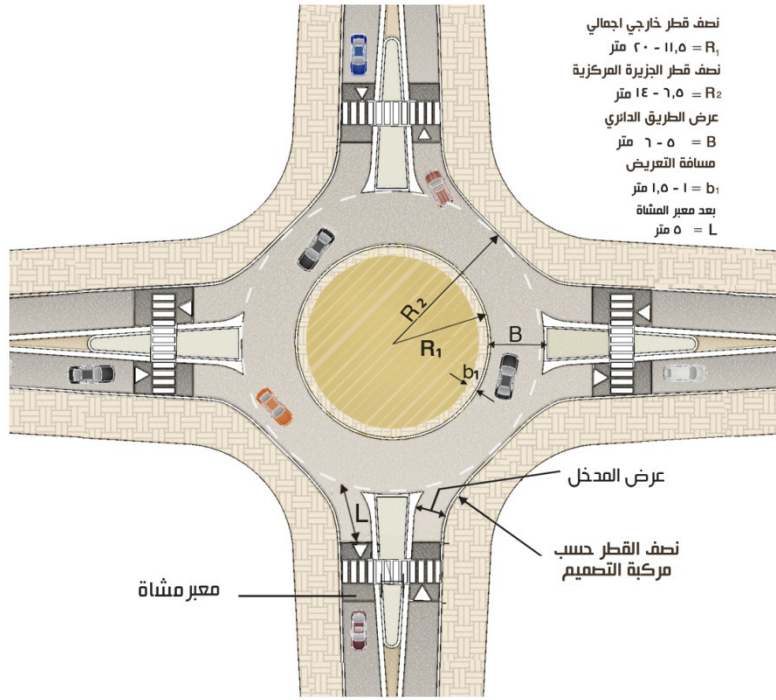 نصف قطر خارجي اجمالي
R₁ = ١١,٥ - ٢٠ متر
نصف قطر الجزيرة المركزية
R₂ = ٦,٥ - ١٤ متر
عرض الطريق الدائري
B = ٥ - ٦ متر
مسافة التعريض
b₁ = ١ - ١,٥ متر
بعد معبر المشاة
L = ٥ متر
R₂
R₁
B
b₁
L
عرض المدخل
نصف القطر حسب
مركبة التصميم
معبر مشاة